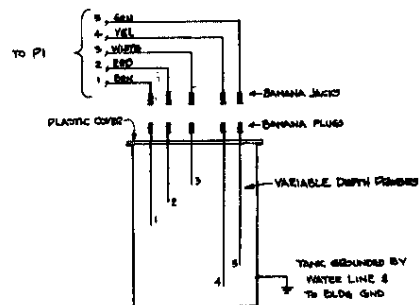 5 GRN
4 YEL
3 WHITE
2 RED
1 BRN
TO P1
BANANA JACKS
PLASTIC COVER
BANANA PLUGS
VARIABLE DEPTH PROBES
1
2
3
4
5
TANK GROUNDED BY
WATER LINE &
TO BLDG GND